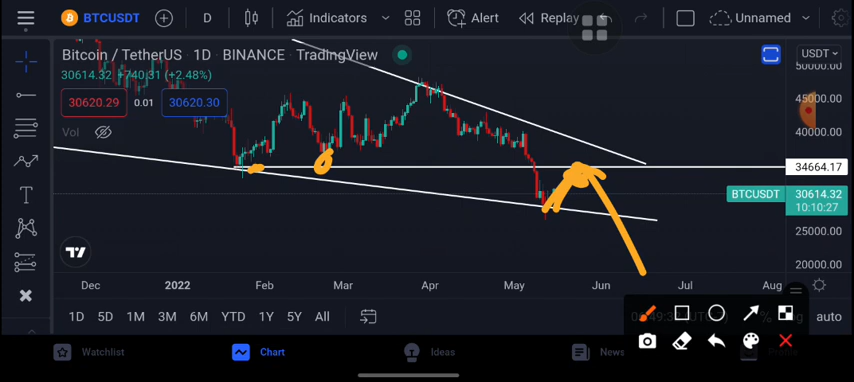 BTCUSDT D Indicators Alert Replay Unnamed
Bitcoin / TetherUS 1D BINANCE TradingView USDT
30614.32 +740.31 (+2.48%) 50000.00
30620.29 0.01 30620.30 45000.00
Vol 40000.00
34664.17
BTCUSDT 30614.32
10:10:27
25000.00
20000.00
Dec 2022 Feb Mar Apr May Jun Jul Aug
1D 5D 1M 3M 6M YTD 1Y 5Y All % auto
Watchlist Chart Ideas News